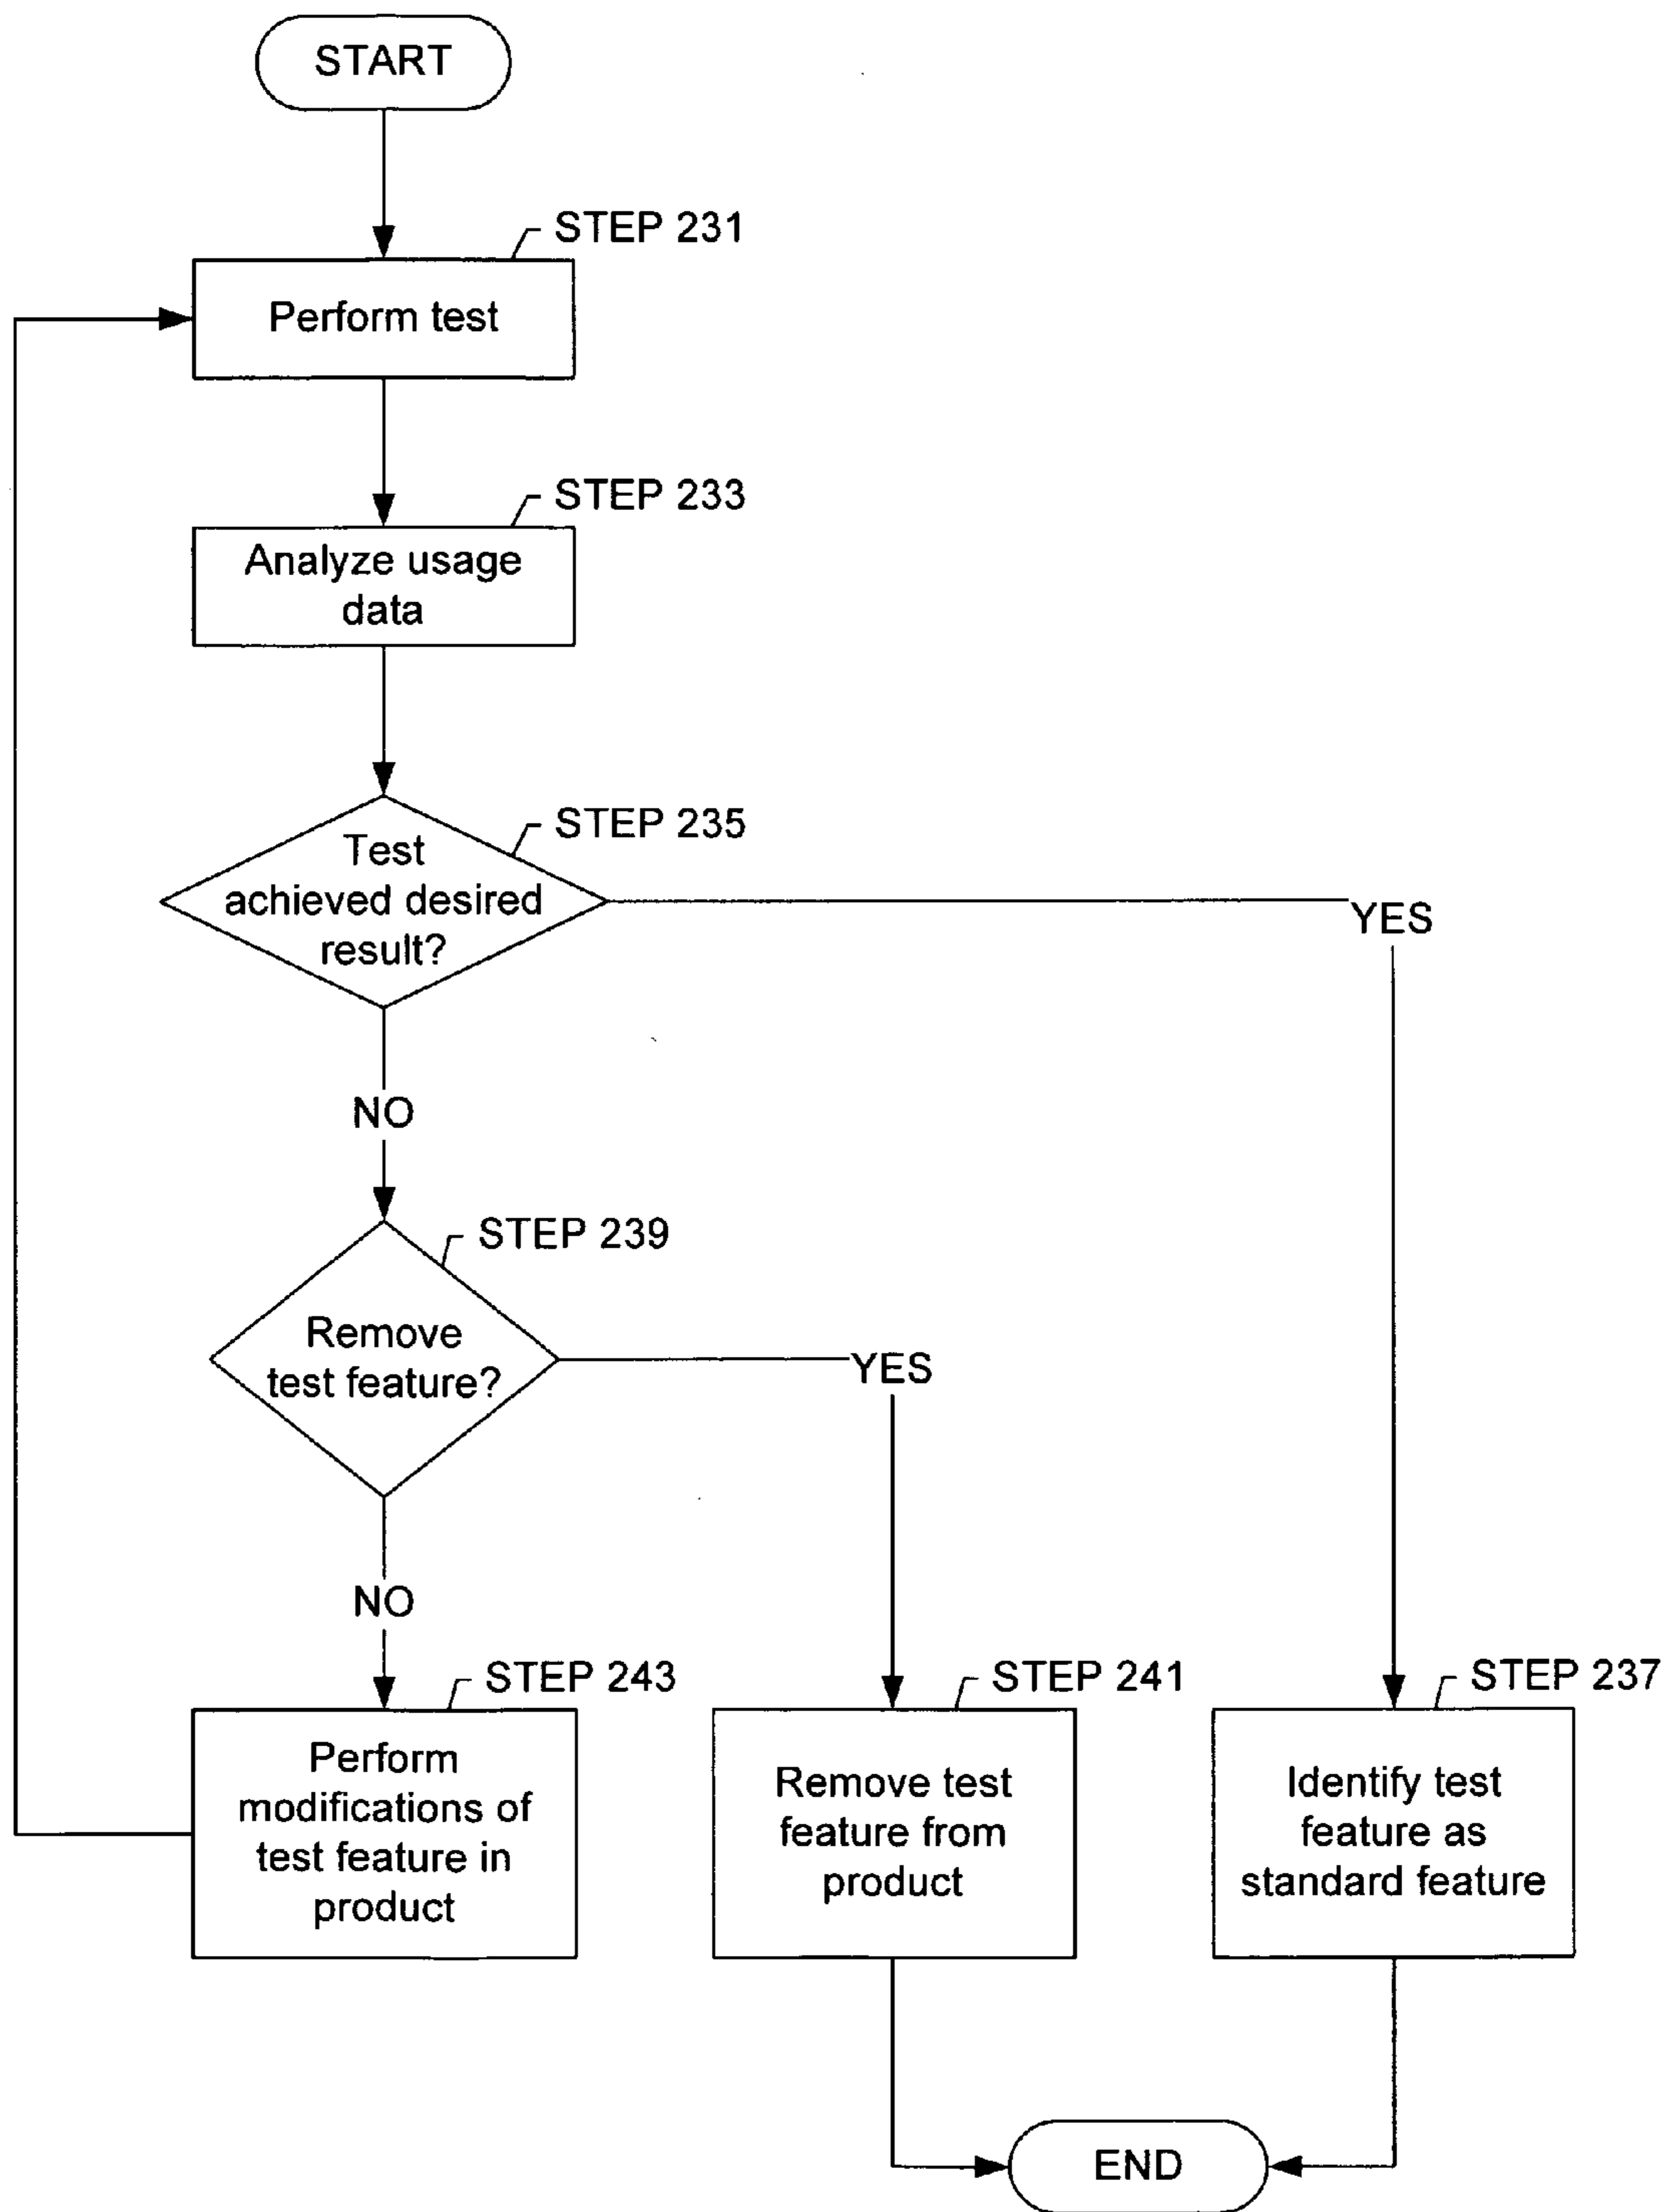 START
STEP 231
Perform test
STEP 233
Analyze usage
data
STEP 235
Test
achieved desired
result?
YES
NO
STEP 239
Remove
test feature?
YES
NO
STEP 243
Perform
modifications of
test feature in
product
STEP 241
Remove test
feature from
product
STEP 237
Identify test
feature as
standard feature
END